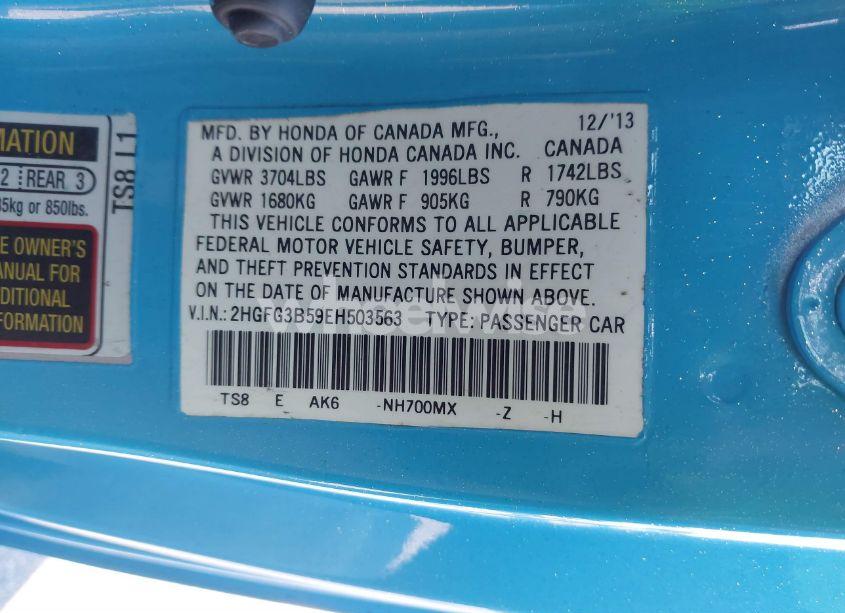 MATION
2 REAR 3
35kg or 850lbs.
E OWNER'S
ANUAL FOR
DDITIONAL
FORMATION
TS8 L1
12/'13
MFD. BY HONDA OF CANADA MFG.,
A DIVISION OF HONDA CANADA INC. CANADA
GVWR 3704LBS GAWR F 1996LBS R 1742LBS
GVWR 1680KG GAWR F 905KG R 790KG
THIS VEHICLE CONFORMS TO ALL APPLICABLE
FEDERAL MOTOR VEHICLE SAFETY, BUMPER,
AND THEFT PREVENTION STANDARDS IN EFFECT
ON THE DATE OF MANUFACTURE SHOWN ABOVE.
V.I.N.: 2HGFG3B59EH503563 TYPE: PASSENGER CAR
TS8 E AK6 -NH700MX -Z -H